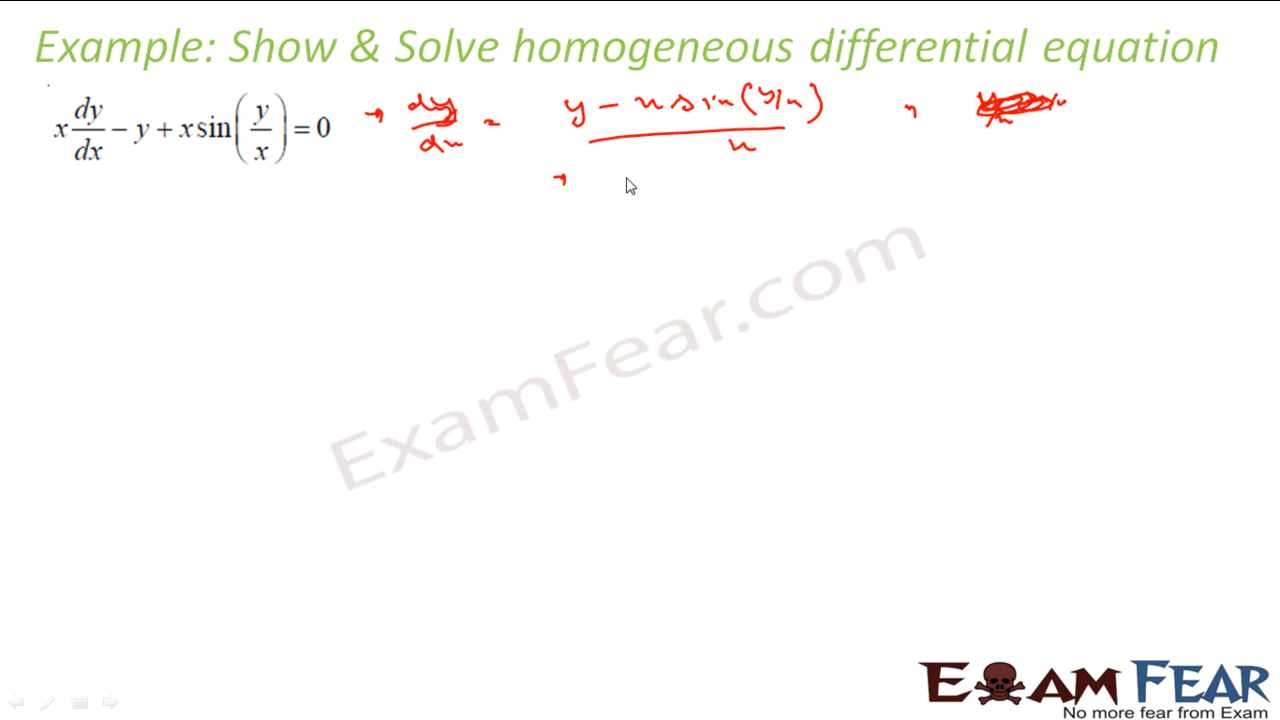 Example: Show & Solve homogeneous differential equation
x dy/dx − y + x sin(y/x) = 0 → dy/dx = (y − x sin(y/x))/x
ExamFear.com
EXAM FEAR
No more fear from Exam